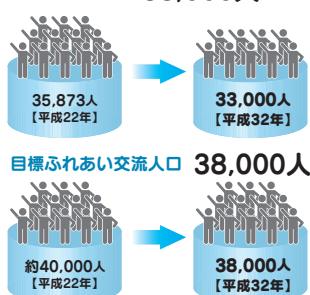 35,873人
【平成22年】
33,000人
【平成32年】
目標ふれあい交流人口 38,000人
約40,000人
【平成22年】
38,000人
【平成32年】